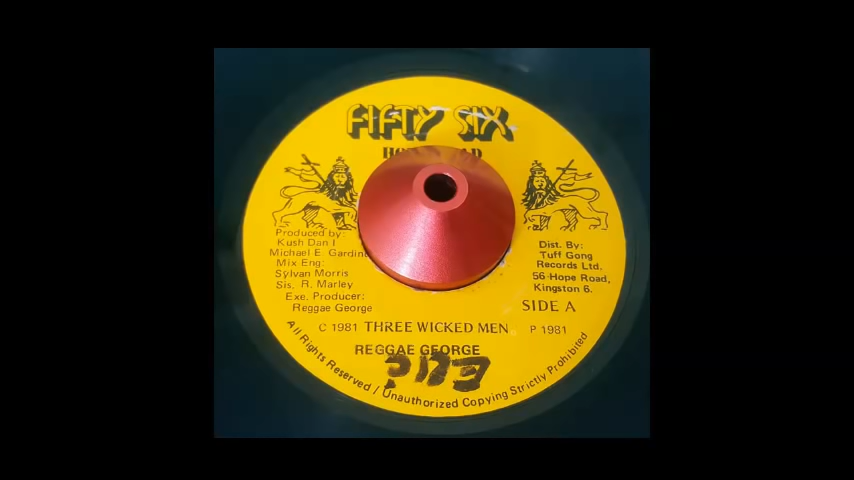 FIFTY SIX
Produced by:
Kush Dan I
Michael E. Gardine
Mix Eng:
Sylvan Morris
Sis. R. Marley
Exe. Producer:
Reggae George
Dist. By:
Tuff Gong
Records Ltd.
56 Hope Road,
Kingston 6.
SIDE A
C 1981 THREE WICKED MEN P 1981
REGGAE GEORGE
All Rights Reserved / Unauthorized Copying Strictly Prohibited